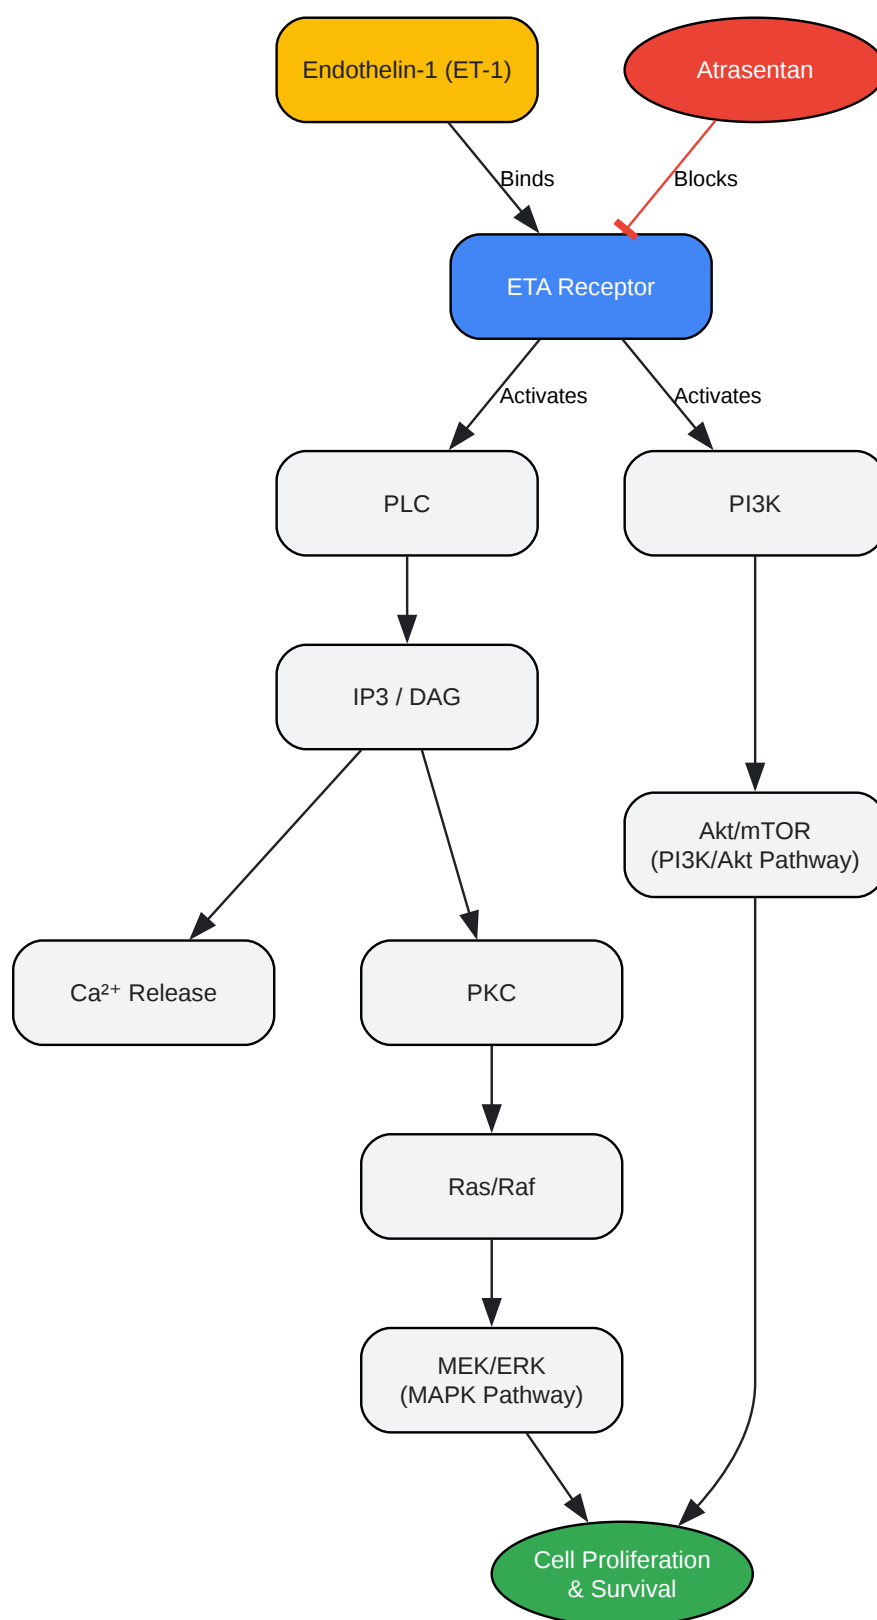 Endothelin-1 (ET-1)
Atrasentan
Binds
Blocks
ETA Receptor
Activates
Activates
PLC
PI3K
IP3 / DAG
Akt/mTOR
(PI3K/Akt Pathway)
Ca²⁺ Release
PKC
Ras/Raf
MEK/ERK
(MAPK Pathway)
Cell Proliferation
& Survival